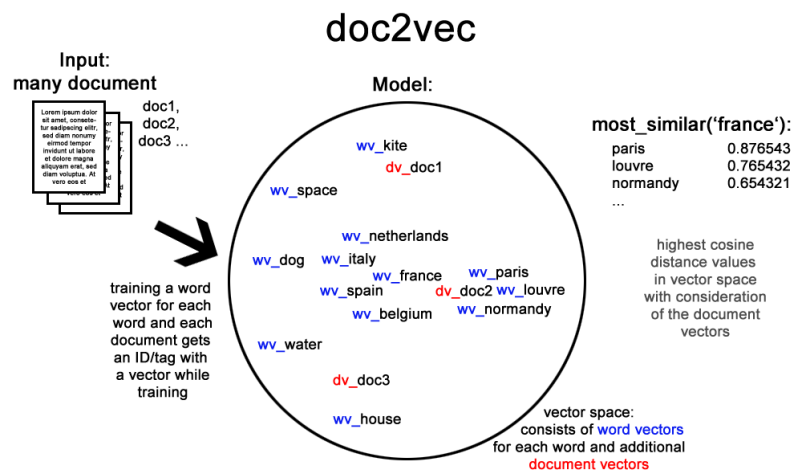 doc2vec
Input:
many document
doc1,
doc2,
doc3 ...
Lorem ipsum dolor
sit amet, consete-
tur sadipscing elitr,
sed diam nonumy
eirmod tempor
invidunt ut labore
et dolore magna
aliquyam erat, sed
diam voluptua. At
vero eos et
training a word
vector for each
word and each
document gets
an ID/tag with
a vector while
training
Model:
wv_kite
dv_doc1
wv_space
wv_netherlands
wv_dog
wv_italy
wv_france
wv_paris
wv_spain
dv_doc2
wv_louvre
wv_belgium
wv_normandy
wv_water
dv_doc3
wv_house
most_similar(‘france‘):
paris 0.876543
louvre 0.765432
normandy 0.654321
...
highest cosine
distance values
in vector space
with consideration
of the document
vectors
vector space:
consists of word vectors
for each word and additional
document vectors